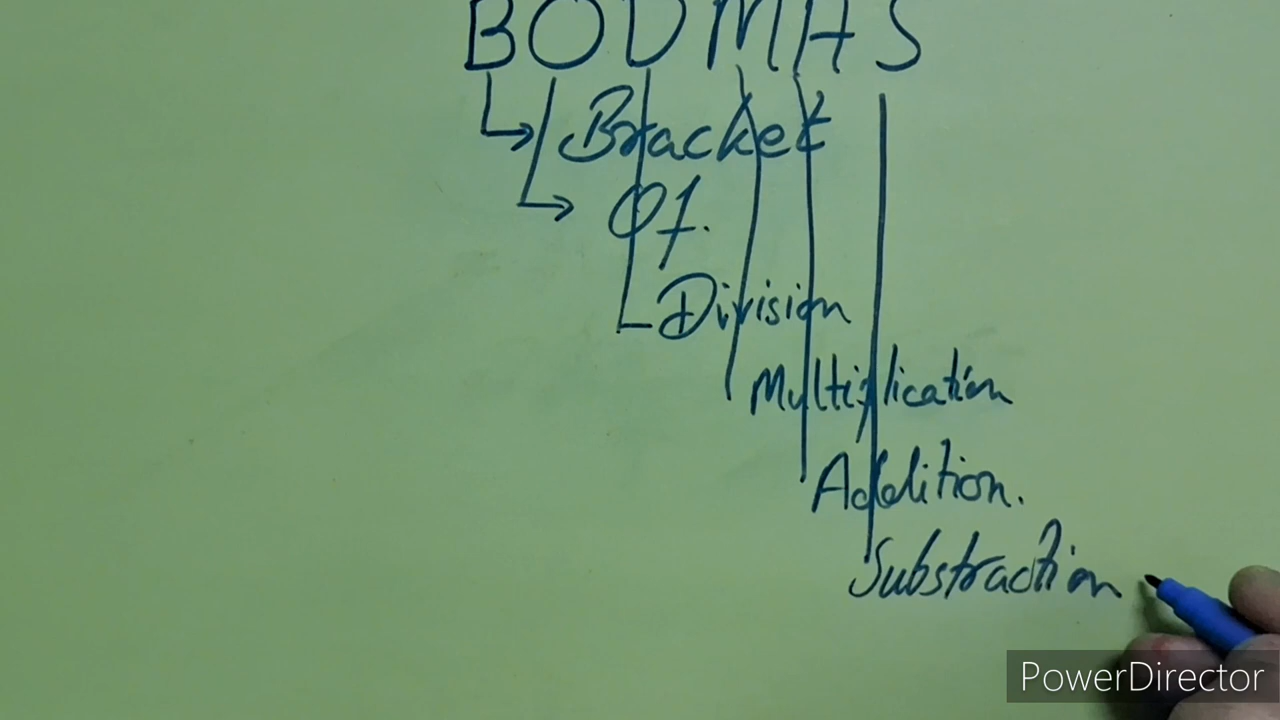 BODMAS
Bracket
Of.
Division
Multiplication
Addition.
Substraction
PowerDirector